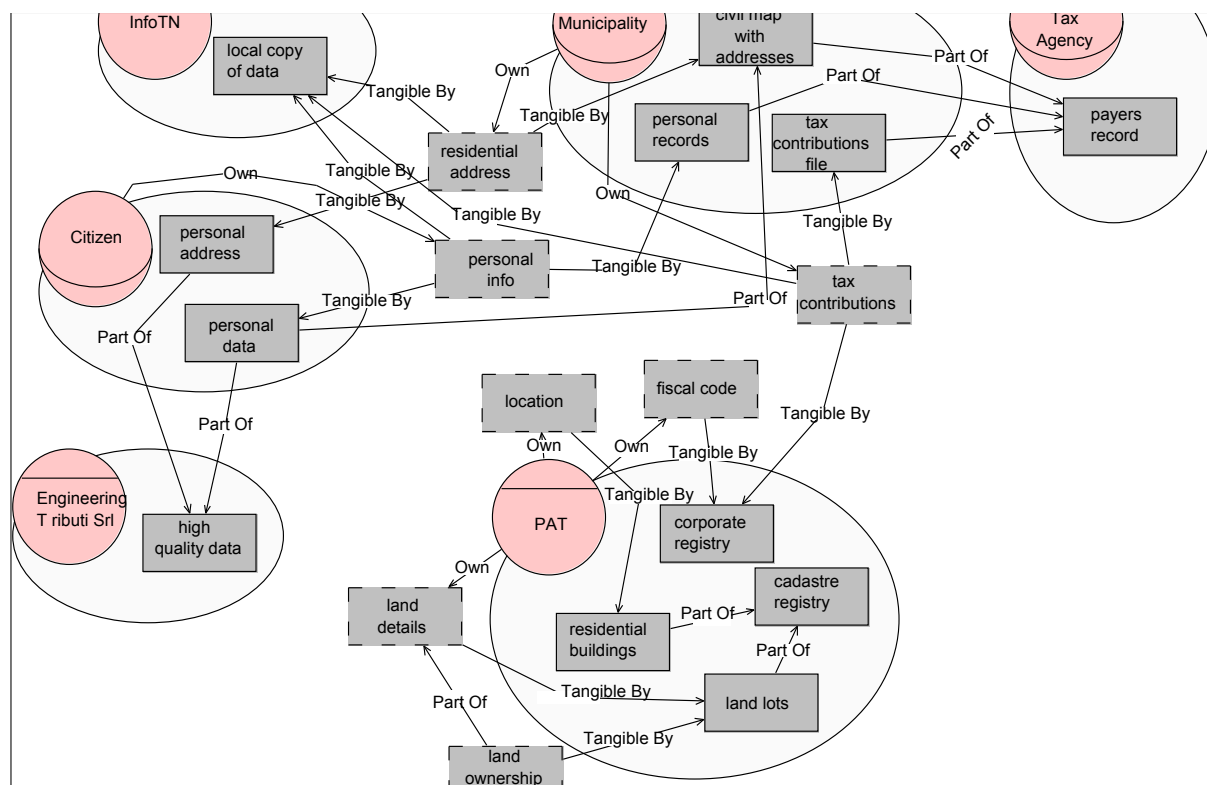 InfoTN
Municipality
civil map
with
addresses
Tax
Agency
local copy
of data
Own
Part Of
Tangible By
Part Of
Tangible By
personal
records
tax
contributions
file
payers
record
Part Of
residential
address
Tangible By
Own
Own
Tangible By
Citizen
personal
address
Tangible By
Tangible By
personal
info
Tangible By
tax
contributions
Tangible By
Part Of
personal
data
Part Of
fiscal code
location
Tangible By
Part Of
Own
Own
Tangible By
Engineering
T ributi Srl
high
quality data
Tangible By
PAT
corporate
registry
Own
cadastre
registry
land
details
residential
buildings
Part Of
Part Of
Tangible By
land lots
Part Of
Tangible By
land
ownership